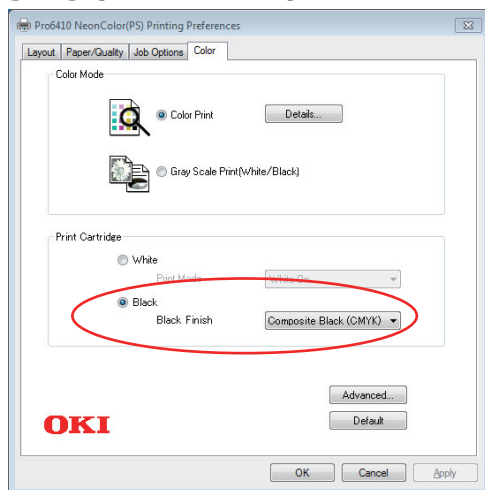 Pro6410 NeonColor(PS) Printing Preferences
Layout Paper/Quality Job Options Color
Color Mode
Color Print Details...
Gray Scale Print(White/Black)
Print Cartridge
White
Print Mode White On
Black
Black Finish Composite Black (CMYK)
Advanced...
OKI Default
OK Cancel Apply